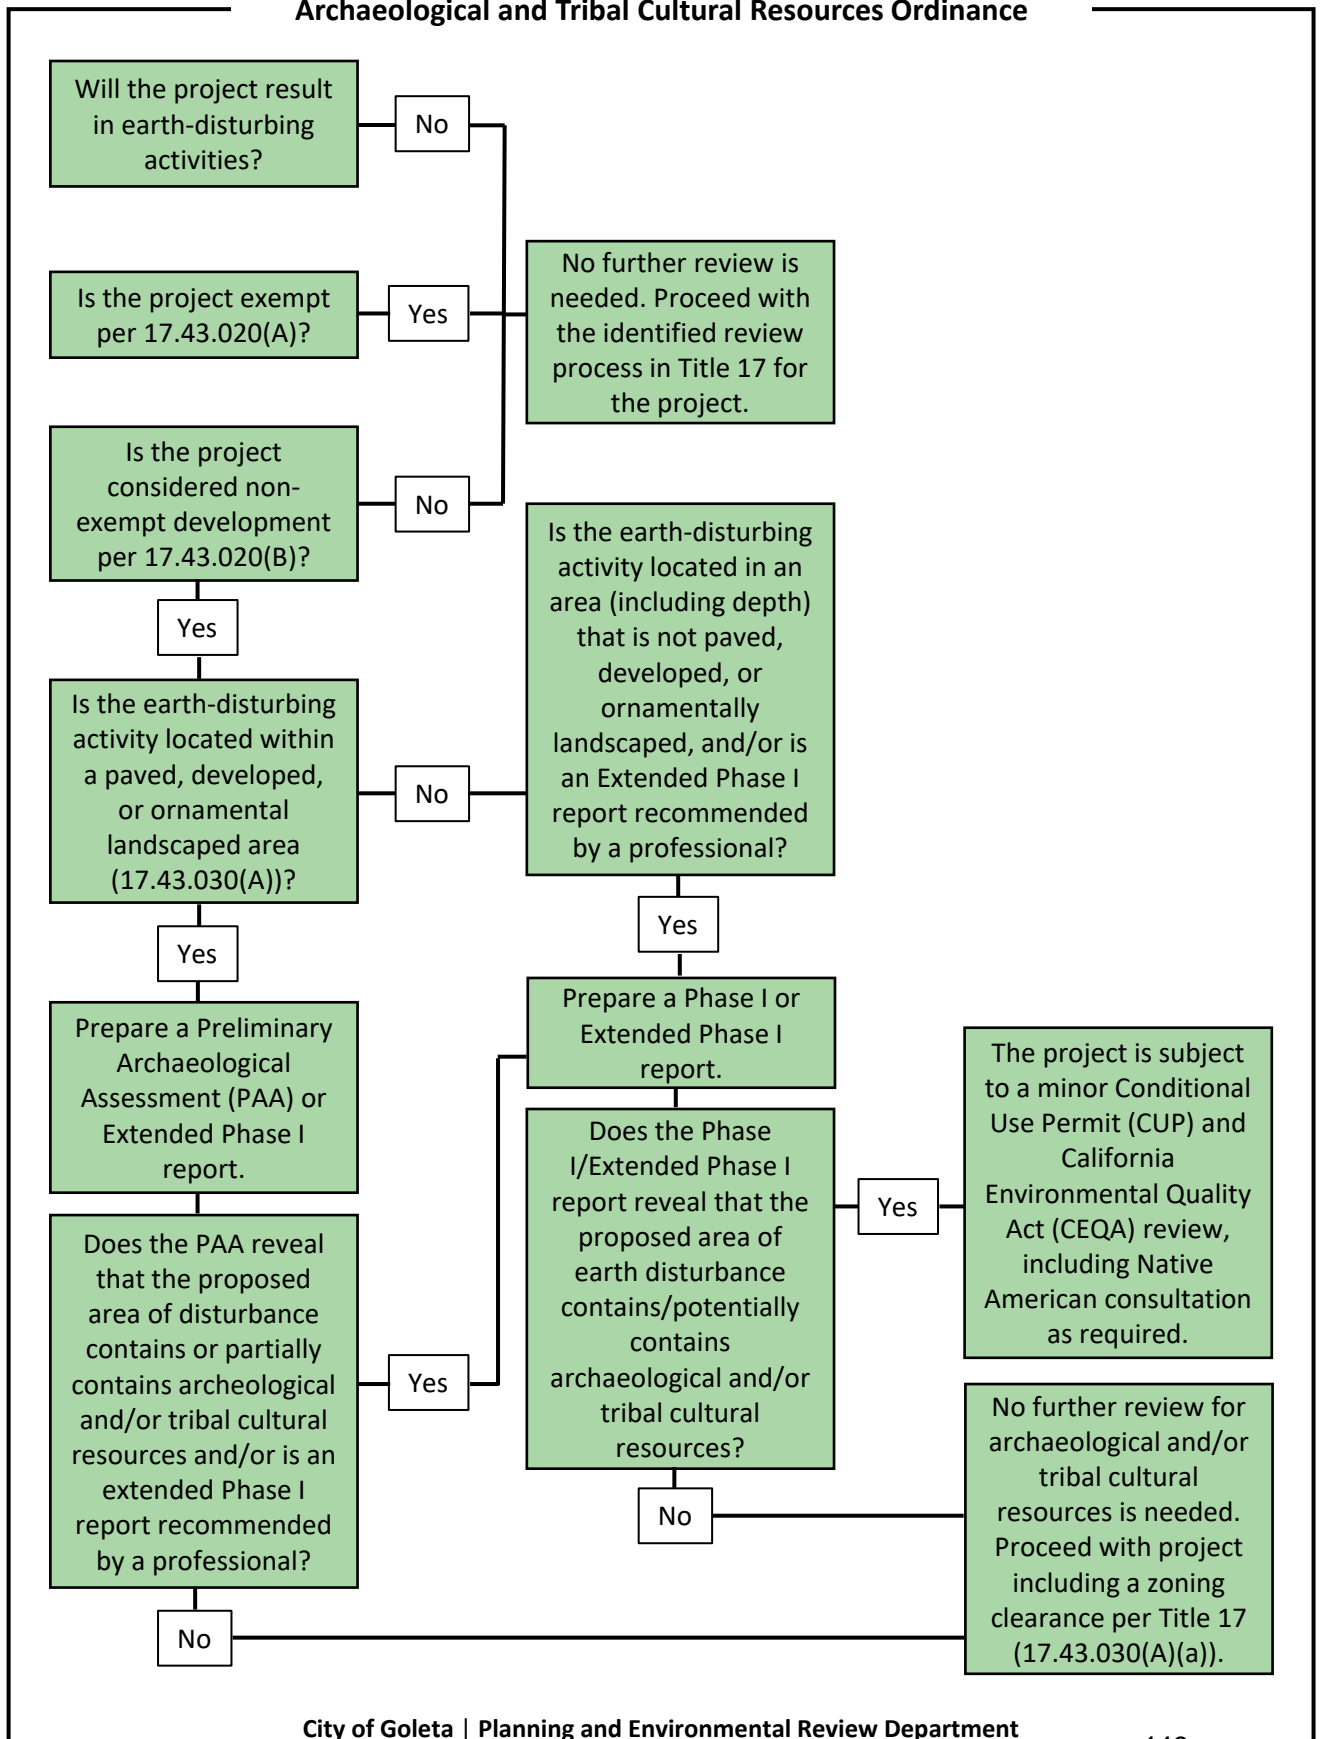 Archaeological and Tribal Cultural Resources Ordinance
Will the project result
in earth-disturbing
activities?
No
Is the project exempt
per 17.43.020(A)?
Yes
No further review is
needed. Proceed with
the identified review
process in Title 17 for
the project.
Is the project
considered non-
exempt development
per 17.43.020(B)?
No
Yes
Is the earth-disturbing
activity located within
a paved, developed,
or ornamental
landscaped area
(17.43.030(A))?
No
Is the earth-disturbing
activity located in an
area (including depth)
that is not paved,
developed, or
ornamentally
landscaped, and/or is
an Extended Phase I
report recommended
by a professional?
Yes
Yes
Prepare a Preliminary
Archaeological
Assessment (PAA) or
Extended Phase I
report.
Prepare a Phase I or
Extended Phase I
report.
Does the PAA reveal
that the proposed
area of disturbance
contains or partially
contains archeological
and/or tribal cultural
resources and/or is an
extended Phase I
report recommended
by a professional?
Yes
No
Does the Phase
I/Extended Phase I
report reveal that the
proposed area of
earth disturbance
contains/potentially
contains
archaeological and/or
tribal cultural
resources?
Yes
No
The project is subject
to a minor Conditional
Use Permit (CUP) and
California
Environmental Quality
Act (CEQA) review,
including Native
American consultation
as required.
No further review for
archaeological and/or
tribal cultural
resources is needed.
Proceed with project
including a zoning
clearance per Title 17
(17.43.030(A)(a)).
City of Goleta | Planning and Environmental Review Department